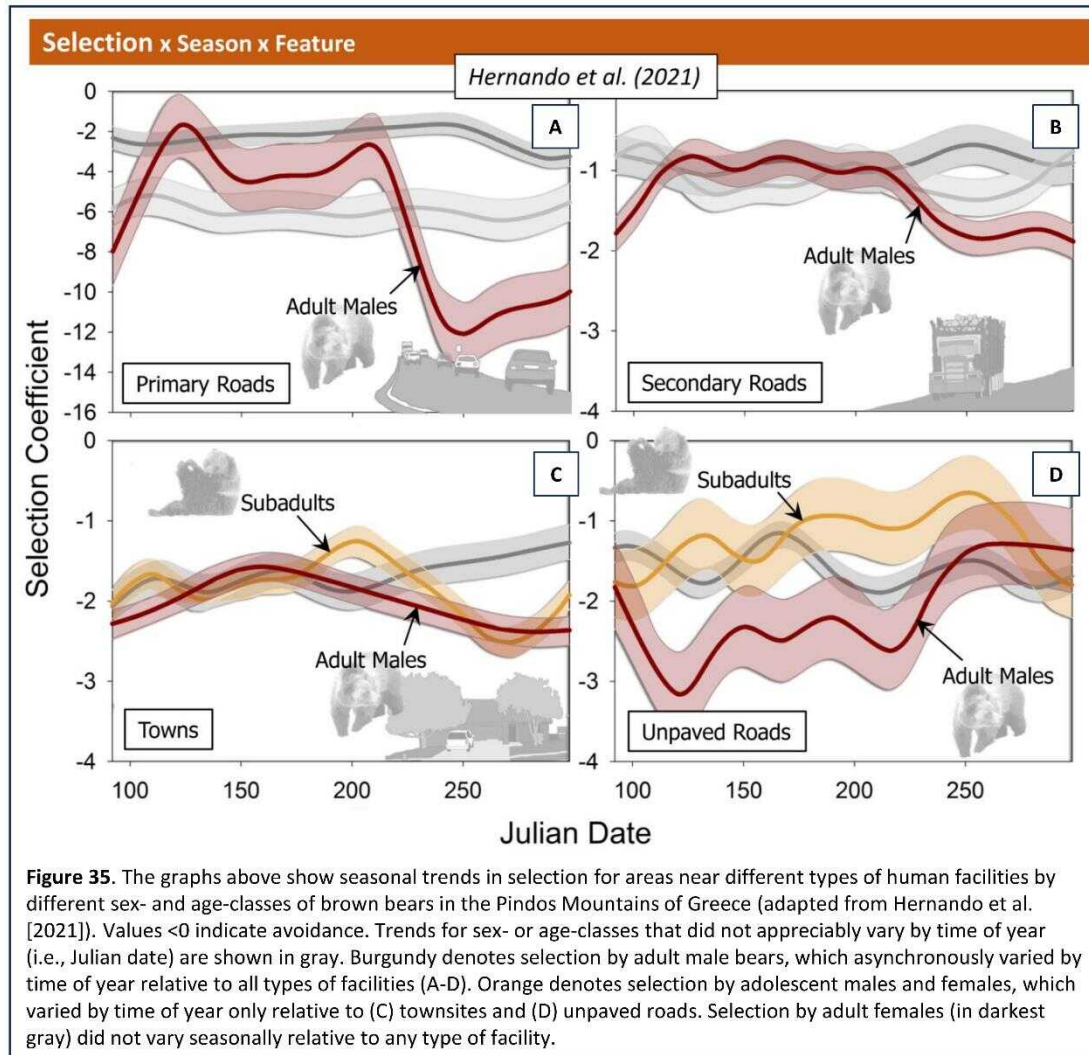 Selection x Season x Feature
Hernando et al. (2021)
0
-2
-4
-6
-8
-10
-12
-14
-16
A
Adult Males
Primary Roads
0
-1
-2
-3
-4
B
Adult Males
Secondary Roads
Selection Coefficient
0
-1
-2
-3
-4
C
Subadults
Adult Males
Towns
100
150
200
250
0
-1
-2
-3
-4
D
Subadults
Adult Males
Unpaved Roads
100
150
200
250
Julian Date
Figure 35. The graphs above show seasonal trends in selection for areas near different types of human facilities by
different sex- and age-classes of brown bears in the Pindos Mountains of Greece (adapted from Hernando et al.
[2021]). Values <0 indicate avoidance. Trends for sex- or age-classes that did not appreciably vary by time of year
(i.e., Julian date) are shown in gray. Burgundy denotes selection by adult male bears, which asynchronously varied by
time of year relative to all types of facilities (A-D). Orange denotes selection by adolescent males and females, which
varied by time of year only relative to (C) townsites and (D) unpaved roads. Selection by adult females (in darkest
gray) did not vary seasonally relative to any type of facility.